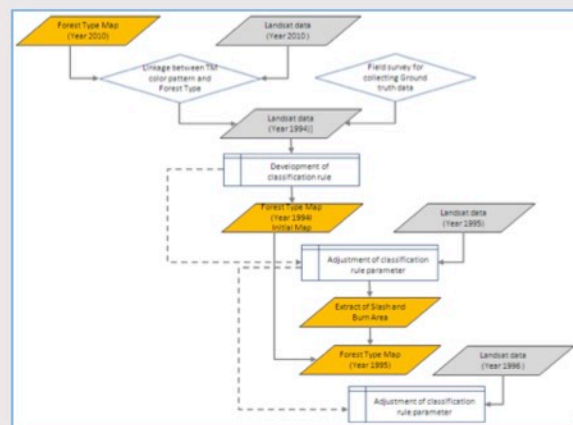 Forest Type Map
(Year 2010)
Landsat data
(Year 2010)
Linkage between TM
color pattern and
Forest Type
Field survey for
collecting Ground
truth data
Landsat data
(Year 1994)]
Development of
classification rule
Forest Type Map
(Year 1994)
Initial Map
Landsat data
(Year 1995)
Adjustment of classification
rule parameter
Extract of Slash and
Burn Area
Forest Type Map
(Year 1995)
Landsat data
(Year 1996)
Adjustment of classification
rule parameter